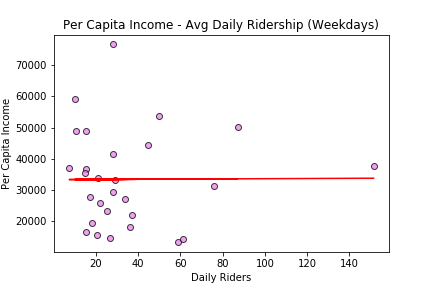 Per Capita Income - Avg Daily Ridership (Weekdays)
Per Capita Income
70000
60000
50000
40000
30000
20000
20 40 60 80 100 120 140
Daily Riders